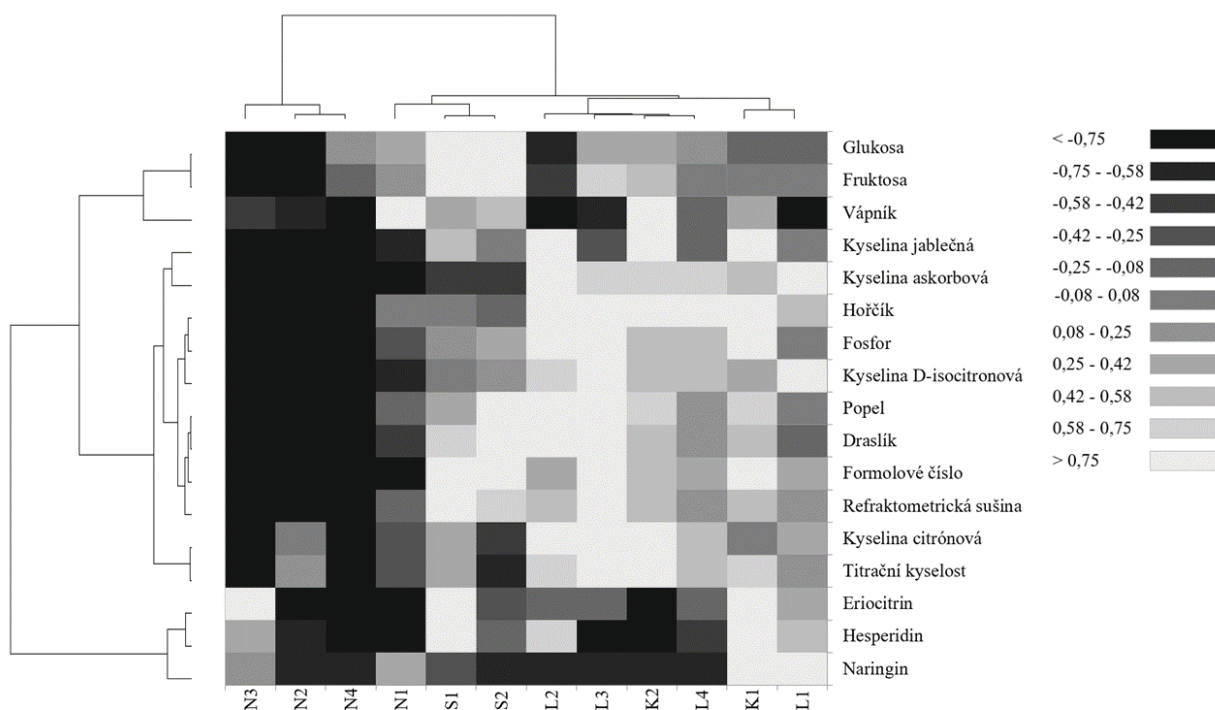 Glukosa
Fruktosa
Vápník
Kyselina jablečná
Kyselina askorbová
Hořčík
Fosfor
Kyselina D-isocitronová
Popel
Draslík
Formolové číslo
Refraktometrická sušina
Kyselina citrónová
Titrační kyselost
Eriocitrin
Hesperidin
Naringin
< -0,75
-0,75 - -0,58
-0,58 - -0,42
-0,42 - -0,25
-0,25 - -0,08
-0,08 - 0,08
0,08 - 0,25
0,25 - 0,42
0,42 - 0,58
0,58 - 0,75
> 0,75
N3 N2 N4 N1 S1 S2 L2 L3 K2 L4 K1 L1